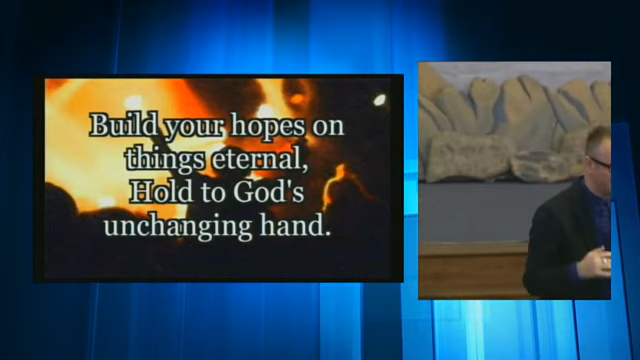 Build your hopes on
things eternal,
Hold to God's
unchanging hand.